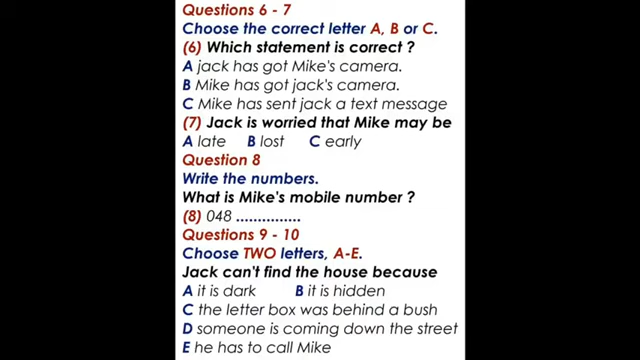 Questions 6 - 7
Choose the correct letter A, B or C.
(6) Which statement is correct ?
A jack has got Mike's camera.
B Mike has got jack's camera.
C Mike has sent jack a text message
(7) Jack is worried that Mike may be
A late B lost C early
Question 8
Write the numbers.
What is Mike's mobile number ?
(8) 048 ...............
Questions 9 - 10
Choose TWO letters, A-E.
Jack can't find the house because
A it is dark B it is hidden
C the letter box was behind a bush
D someone is coming down the street
E he has to call Mike